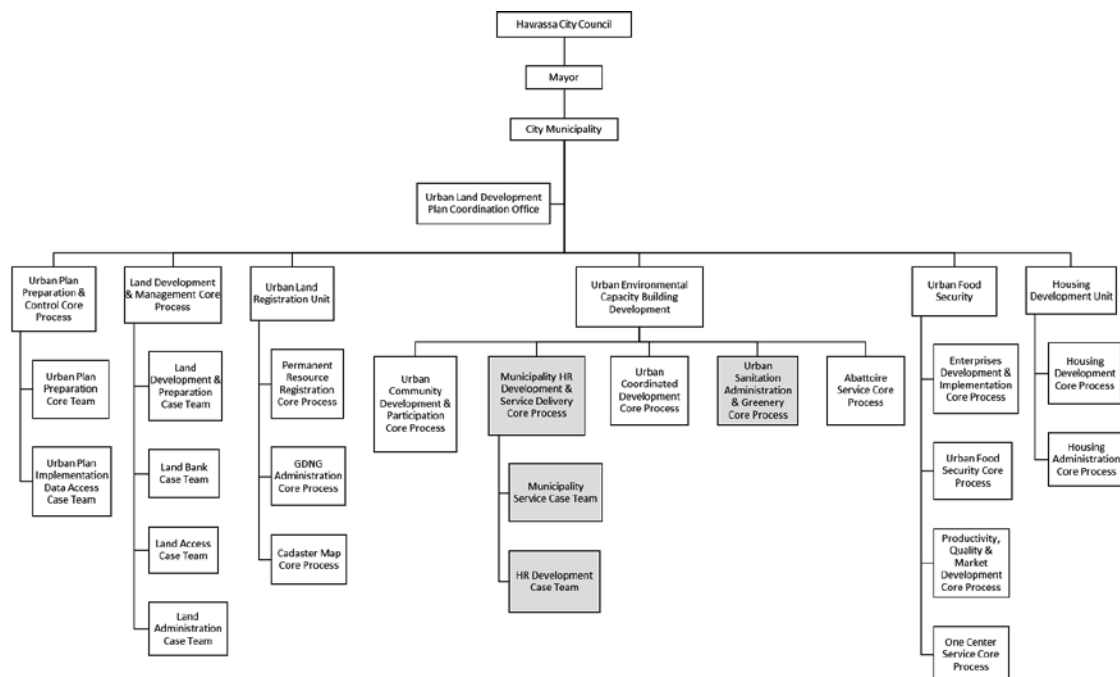 Hawassa City Council
Mayor
City Municipality
Urban Land Development
Plan Coordination Office
Urban Plan
Preparation &
Control Core
Process
Land Development
& Management Core
Process
Urban Land
Registration Unit
Urban Environmental
Capacity Building
Development
Urban Food
Security
Housing
Development Unit
Urban Plan
Preparation
Core Team
Urban Plan
Implementation
Data Access
Case Team
Land
Development &
Preparation
Case Team
Land Bank
Case Team
Land Access
Case Team
Land
Administration
Case Team
Permanent
Resource
Registration
Core Process
GDNG
Administration
Core Process
Cadaster Map
Core Process
Urban
Community
Development &
Participation
Core Process
Municipality HR
Development &
Service Delivery
Core Process
Municipality
Service Case Team
HR Development
Case Team
Urban
Coordinated
Development
Core Process
Urban
Sanitation
Administration
& Greenery
Core Process
Abattoire
Service Core
Process
Enterprises
Development &
Implementation
Core Process
Urban Food
Security Core
Process
Productivity,
Quality &
Market
Development
Core Process
One Center
Service Core
Process
Housing
Development
Core Process
Housing
Administration
Core Process